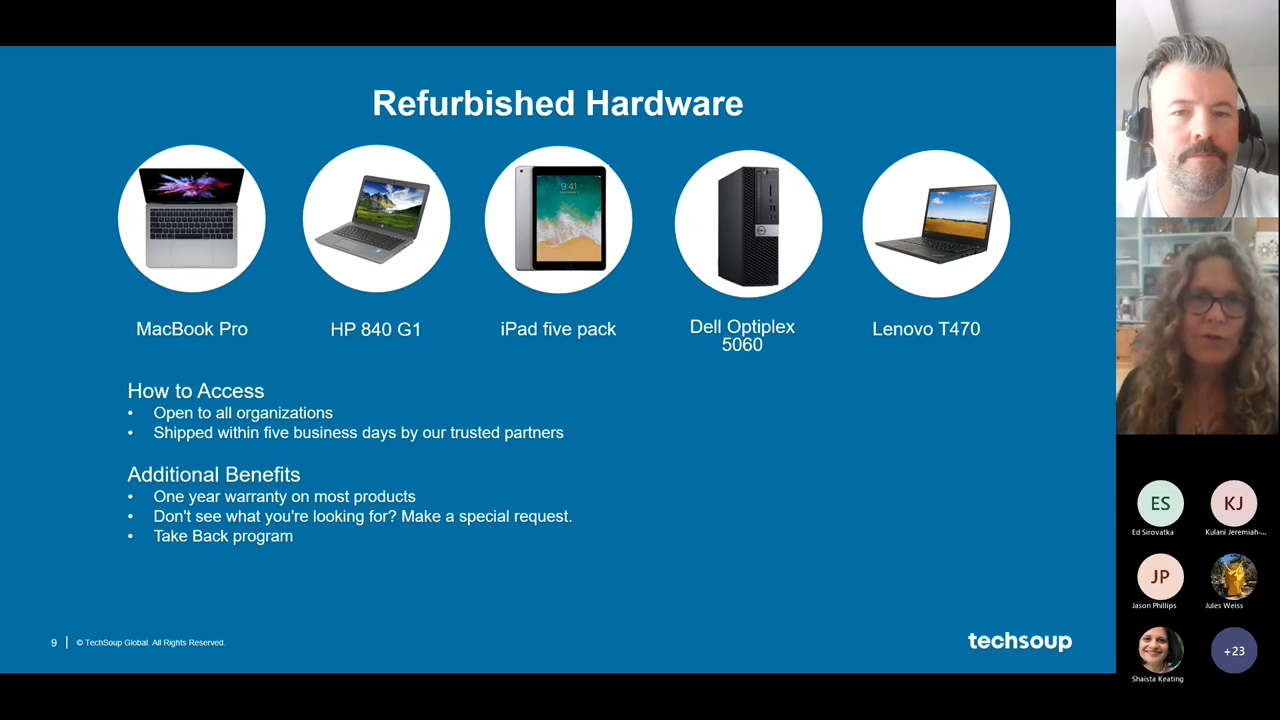 Refurbished Hardware
9:41
MacBook Pro
HP 840 G1
iPad five pack
Dell Optiplex
5060
Lenovo T470
How to Access
• Open to all organizations
• Shipped within five business days by our trusted partners
Additional Benefits
• One year warranty on most products
• Don't see what you're looking for? Make a special request.
• Take Back program
9
© TechSoup Global. All Rights Reserved.
techsoup
ES
KJ
Ed Sirovatka
Kulani Jeremiah-...
JP
Jason Phillips
Jules Weiss
+23
Shaista Keating